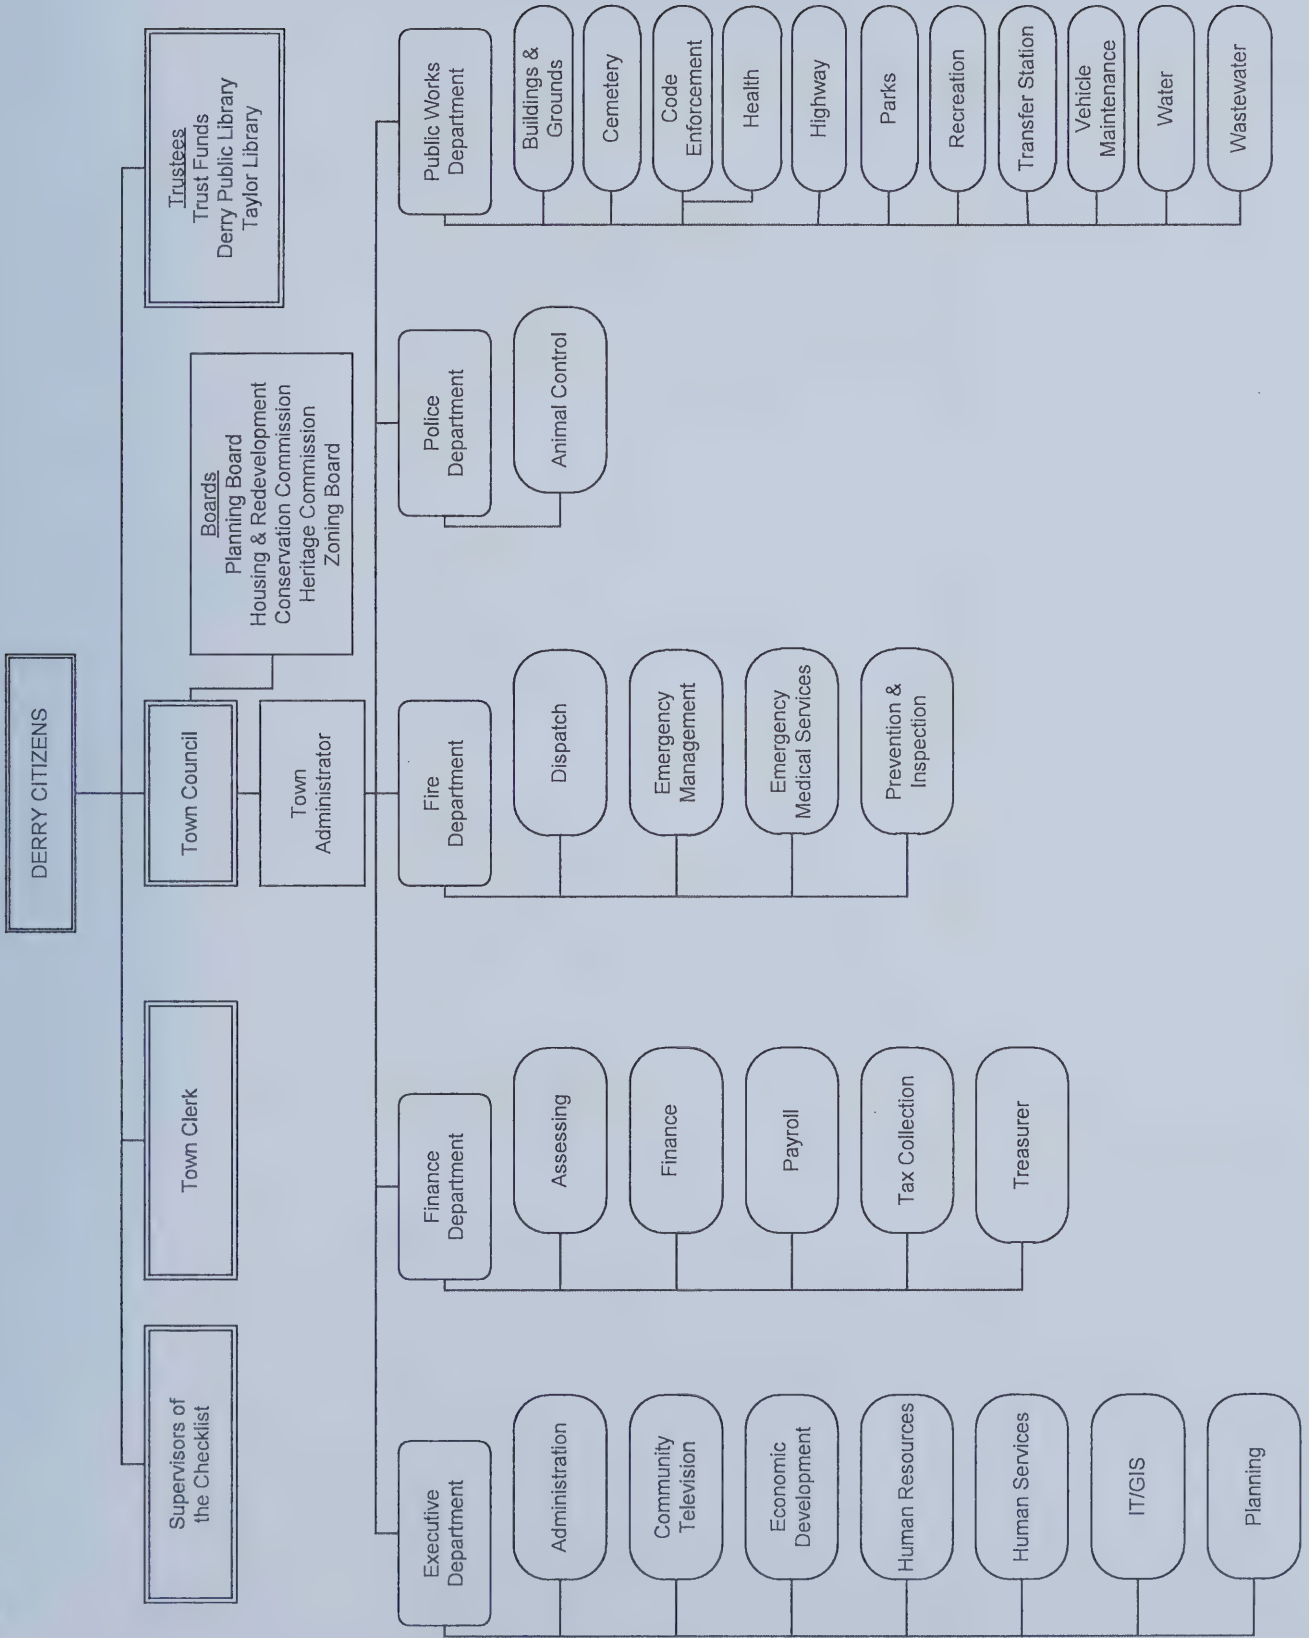 DERRY CITIZENS
Supervisors of
the Checklist
Town Clerk
Town Council
Trustees
Trust Funds
Derry Public Library
Taylor Library
Boards
Planning Board
Housing & Redevelopment
Conservation Commission
Heritage Commission
Zoning Board
Town
Administrator
Executive
Department
Administration
Community
Television
Economic
Development
Human Resources
Human Services
IT/GIS
Planning
Finance
Department
Assessing
Finance
Payroll
Tax Collection
Treasurer
Fire
Department
Dispatch
Emergency
Management
Emergency
Medical Services
Prevention &
Inspection
Police
Department
Animal Control
Public Works
Department
Buildings &
Grounds
Cemetery
Code
Enforcement
Health
Highway
Parks
Recreation
Transfer Station
Vehicle
Maintenance
Water
Wastewater